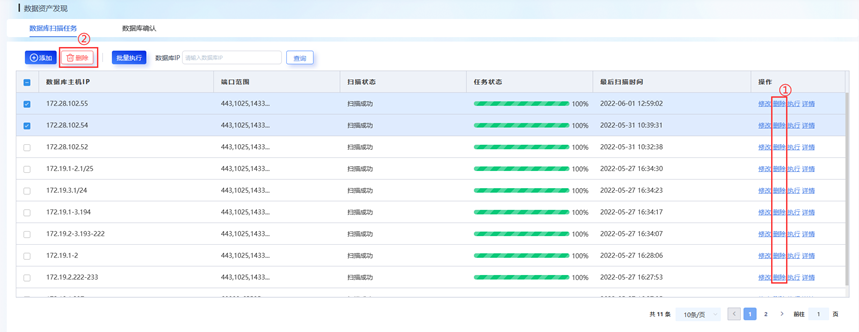 数据资产发现
数据库扫描任务 数据库确认
②
添加 删除 批量执行 数据库IP 请输入数据库IP 查询
数据库主机IP 端口范围 扫描状态 任务状态 最后扫描时间 操作
①
172.28.102.55 443,1025,1433... 扫描成功 100% 2022-06-01 12:59:02 修改 删除 执行 详情
172.28.102.54 443,1025,1433... 扫描成功 100% 2022-05-31 10:39:31 修改 删除 执行 详情
172.28.102.52 443,1025,1433... 扫描成功 100% 2022-05-31 10:32:38 修改 删除 执行 详情
172.19.1-2.1/25 443,1025,1433... 扫描成功 100% 2022-05-27 16:34:30 修改 删除 执行 详情
172.19.3.1/24 443,1025,1433... 扫描成功 100% 2022-05-27 16:34:23 修改 删除 执行 详情
172.19.1-3.194 443,1025,1433... 扫描成功 100% 2022-05-27 16:34:17 修改 删除 执行 详情
172.19.2-3.193-222 443,1025,1433... 扫描成功 100% 2022-05-27 16:34:07 修改 删除 执行 详情
172.19.1-2 443,1025,1433... 扫描成功 100% 2022-05-27 16:28:06 修改 删除 执行 详情
172.19.2.222-233 443,1025,1433... 扫描成功 100% 2022-05-27 16:27:53 修改 删除 执行 详情
共 11 条 10条/页 < 1 2 > 前往 1 页